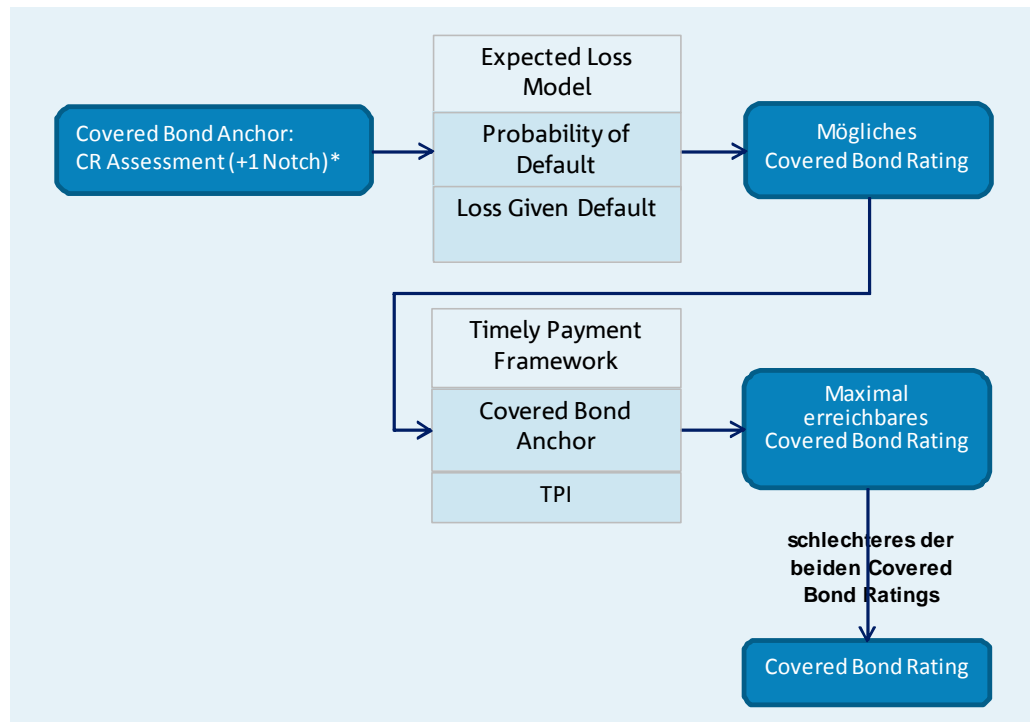 Expected Loss
Model
Covered Bond Anchor:
CR Assessment (+1 Notch)*
Probability of
Default
Loss Given Default
Mögliches
Covered Bond Rating
Timely Payment
Framework
Covered Bond
Anchor
TPI
Maximal
erreichbares
Covered Bond Rating
schlechteres der
beiden Covered
Bond Ratings
Covered Bond Rating